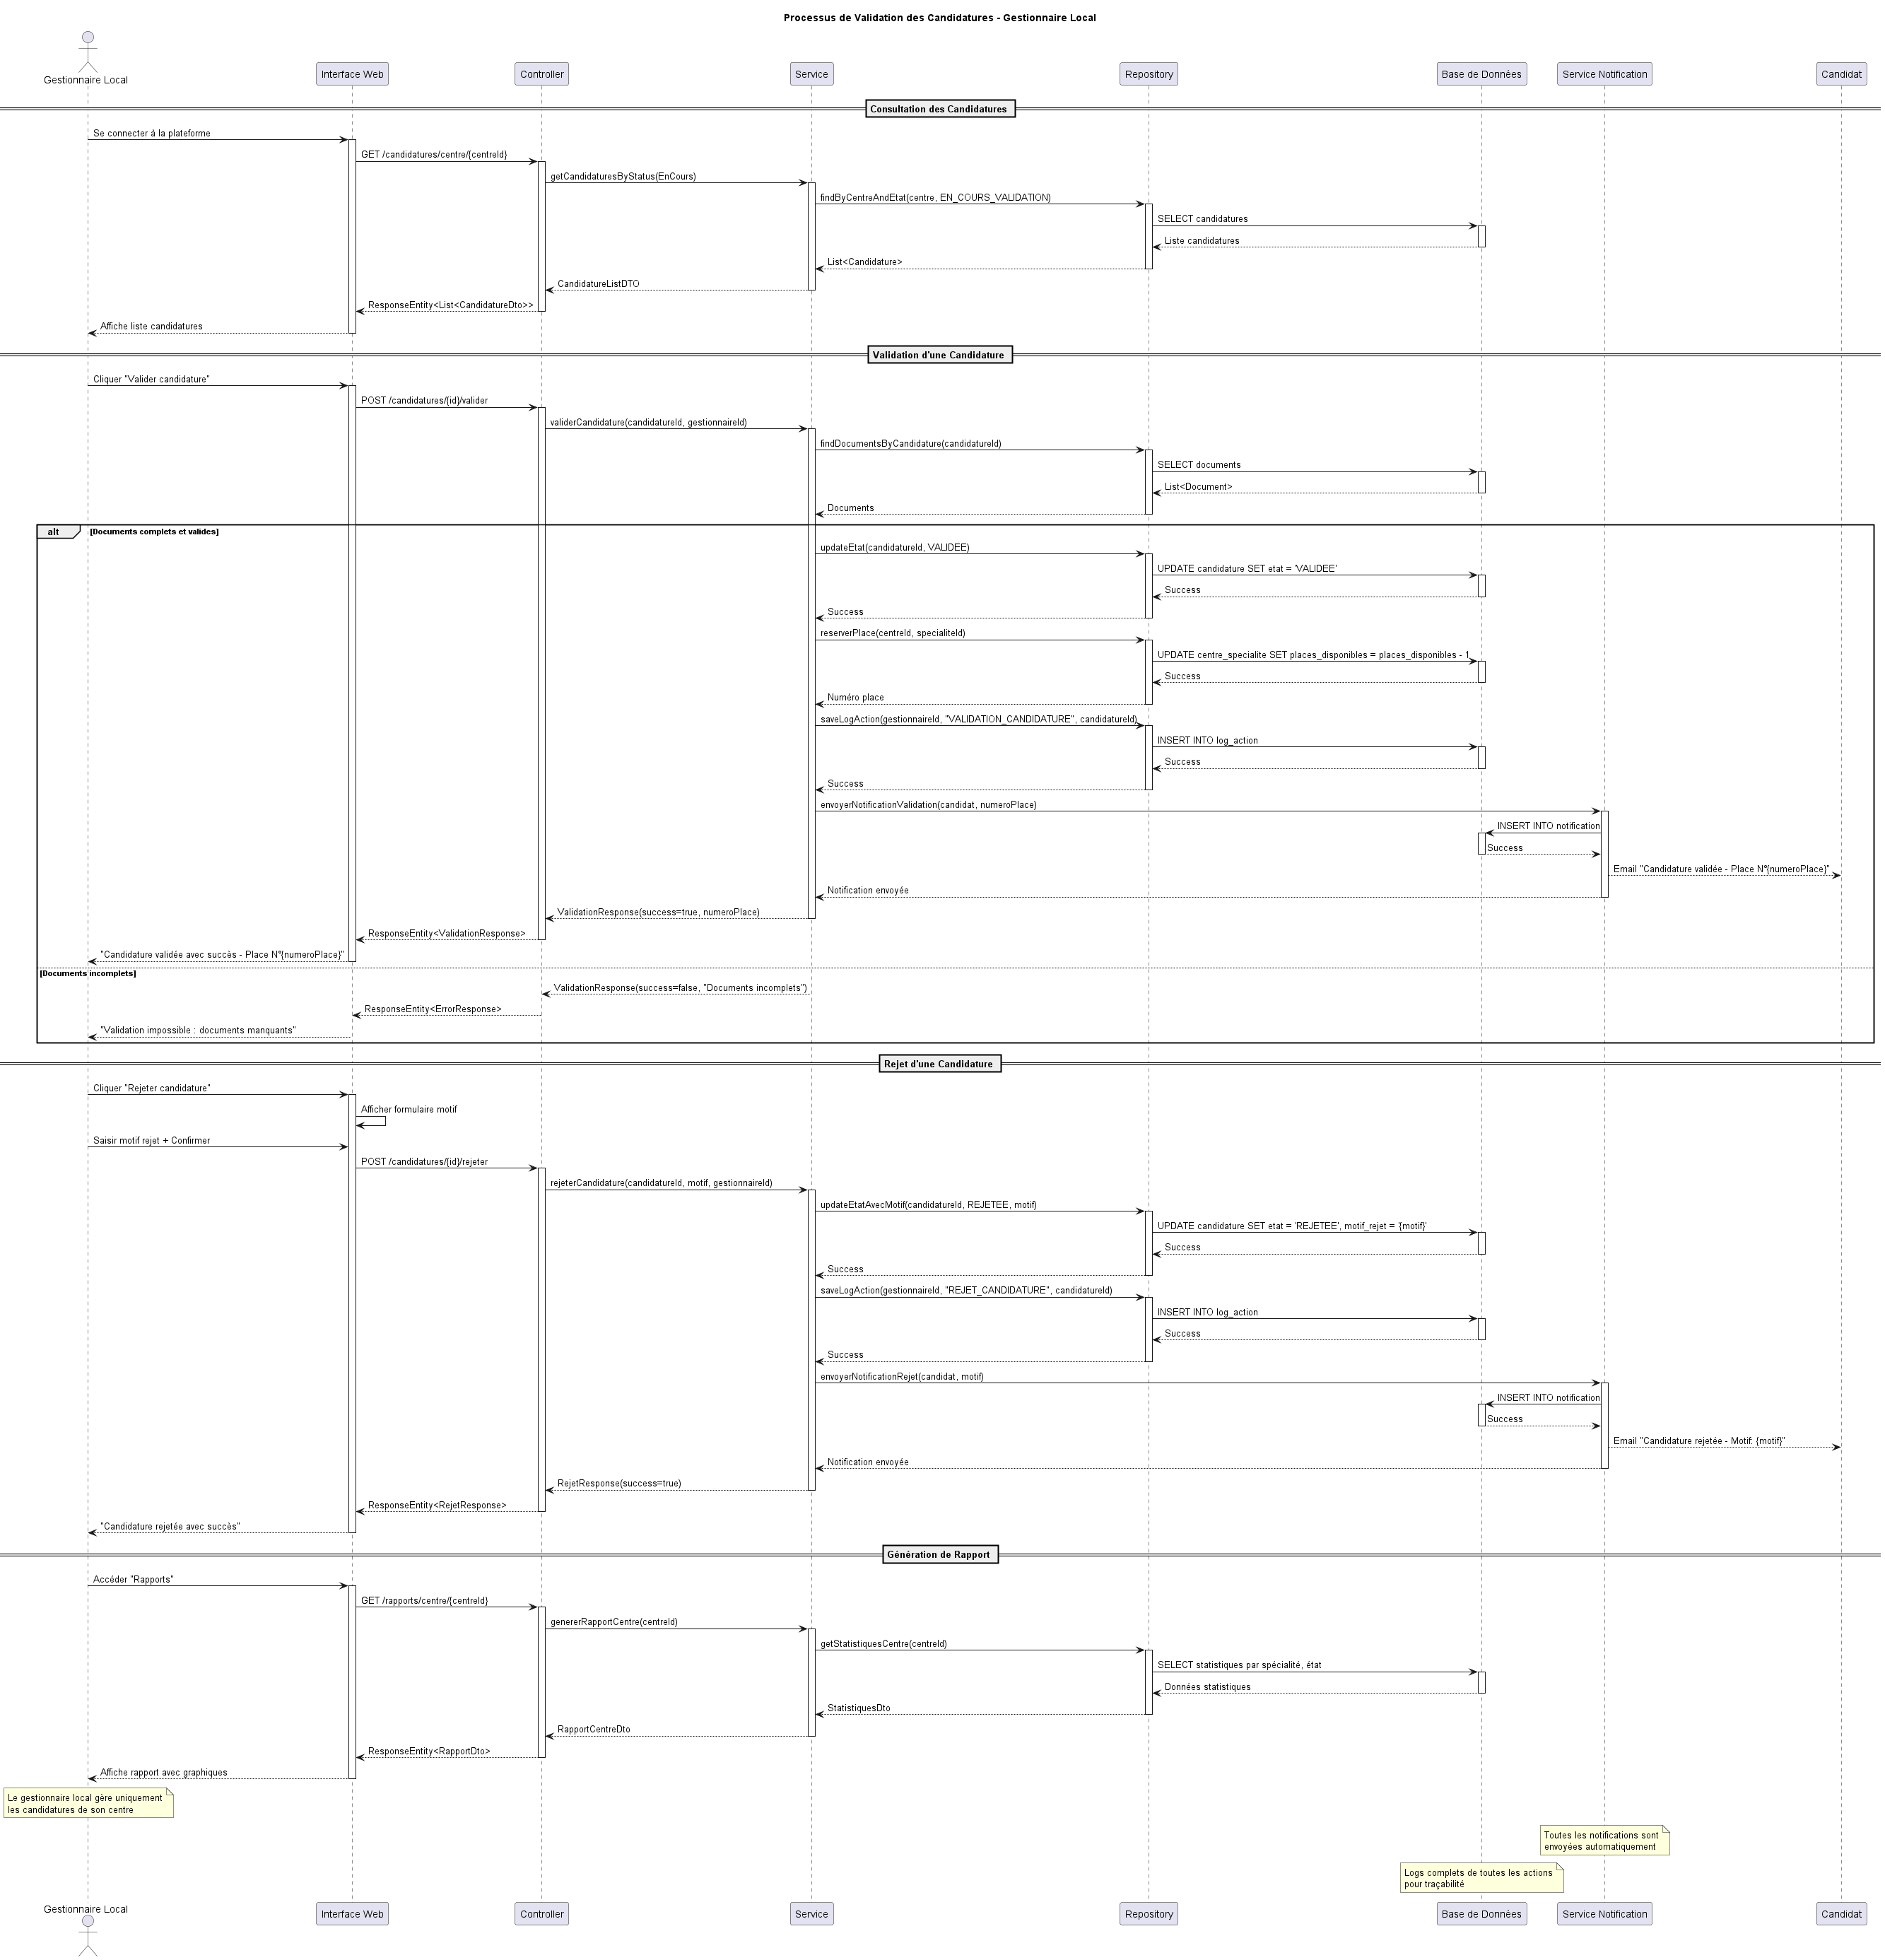 Processus de Validation des Candidatures - Gestionnaire Local
Gestionnaire Local
Interface Web
Controller
Service
Repository
Base de Données
Service Notification
Candidat
Consultation des Candidatures
Se connecter à la plateforme
GET /candidatures/centre/{centreId}
getCandidaturesByStatus(EnCours)
findByCentreAndEtat(centre, EN_COURS_VALIDATION)
SELECT candidatures
Liste candidatures
List<Candidature>
CandidatureListDTO
ResponseEntity<List<CandidatureDto>>
Affiche liste candidatures
Validation d'une Candidature
Cliquer "Valider candidature"
POST /candidatures/{id}/valider
validerCandidature(candidatureId, gestionnaireId)
findDocumentsByCandidature(candidatureId)
SELECT documents
List<Document>
Documents
alt
[Documents complets et valides]
updateEtat(candidatureId, VALIDEE)
UPDATE candidature SET etat = 'VALIDEE'
Success
Success
reserverPlace(centreId, specialiteId)
UPDATE centre_specialite SET places_disponibles = places_disponibles - 1
Success
Numéro place
saveLogAction(gestionnaireId, "VALIDATION_CANDIDATURE", candidatureId)
INSERT INTO log_action
Success
Success
envoyerNotificationValidation(candidat, numeroPlace)
INSERT INTO notification
Success
Email "Candidature validée - Place N°{numeroPlace}"
Notification envoyée
ValidationResponse(success=true, numeroPlace)
ResponseEntity<ValidationResponse>
"Candidature validée avec succès - Place N°{numeroPlace}"
[Documents incomplets]
ValidationResponse(success=false, "Documents incomplets")
ResponseEntity<ErrorResponse>
"Validation impossible : documents manquants"
Rejet d'une Candidature
Cliquer "Rejeter candidature"
Afficher formulaire motif
Saisir motif rejet + Confirmer
POST /candidatures/{id}/rejeter
rejeterCandidature(candidatureId, motif, gestionnaireId)
updateEtatAvecMotif(candidatureId, REJETEE, motif)
UPDATE candidature SET etat = 'REJETEE', motif_rejet = '{motif}'
Success
Success
saveLogAction(gestionnaireId, "REJET_CANDIDATURE", candidatureId)
INSERT INTO log_action
Success
Success
envoyerNotificationRejet(candidat, motif)
INSERT INTO notification
Success
Email "Candidature rejetée - Motif: {motif}"
Notification envoyée
RejetResponse(success=true)
ResponseEntity<RejetResponse>
"Candidature rejetée avec succès"
Génération de Rapport
Accéder "Rapports"
GET /rapports/centre/{centreId}
genererRapportCentre(centreId)
getStatistiquesCentre(centreId)
SELECT statistiques par spécialité, état
Données statistiques
StatistiquesDto
RapportCentreDto
ResponseEntity<RapportDto>
Affiche rapport avec graphiques
Le gestionnaire local gère uniquement
les candidatures de son centre
Toutes les notifications sont
envoyées automatiquement
Logs complets de toutes les actions
pour traçabilité
Gestionnaire Local
Interface Web
Controller
Service
Repository
Base de Données
Service Notification
Candidat